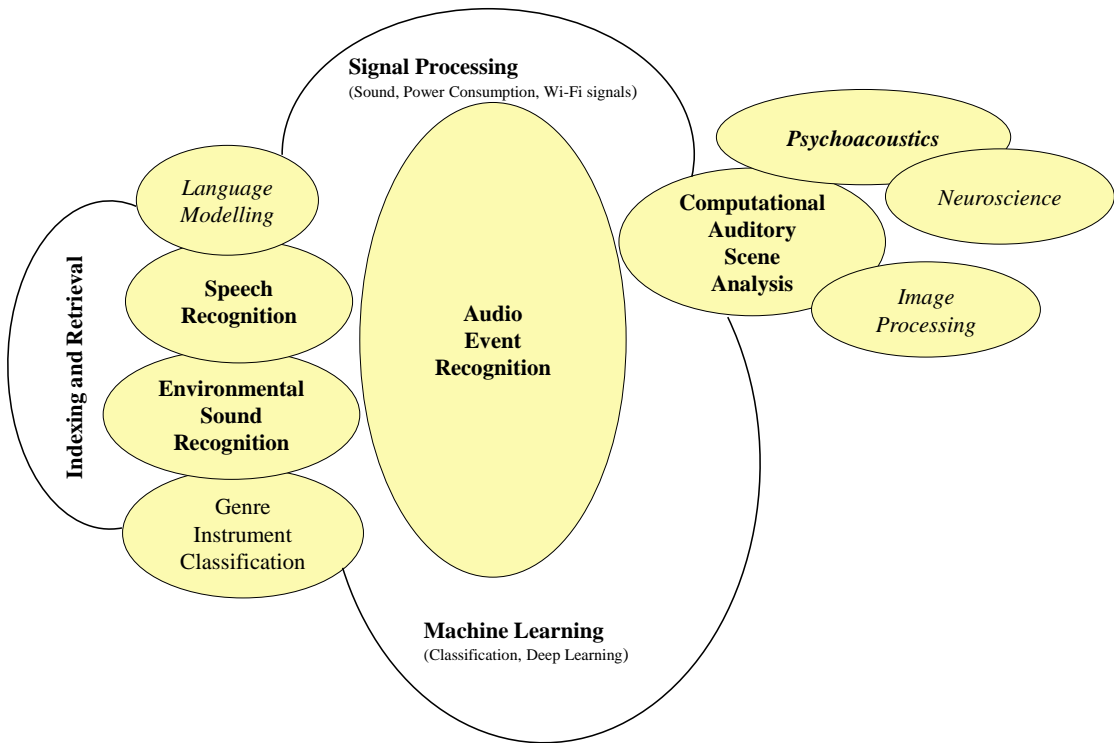 Signal Processing
(Sound, Power Consumption, Wi-Fi signals)
Psychoacoustics
Neuroscience
Computational
Auditory
Scene
Analysis
Image
Processing
Language
Modelling
Speech
Recognition
Environmental
Sound
Recognition
Genre
Instrument
Classification
Indexing and Retrieval
Audio
Event
Recognition
Machine Learning
(Classification, Deep Learning)